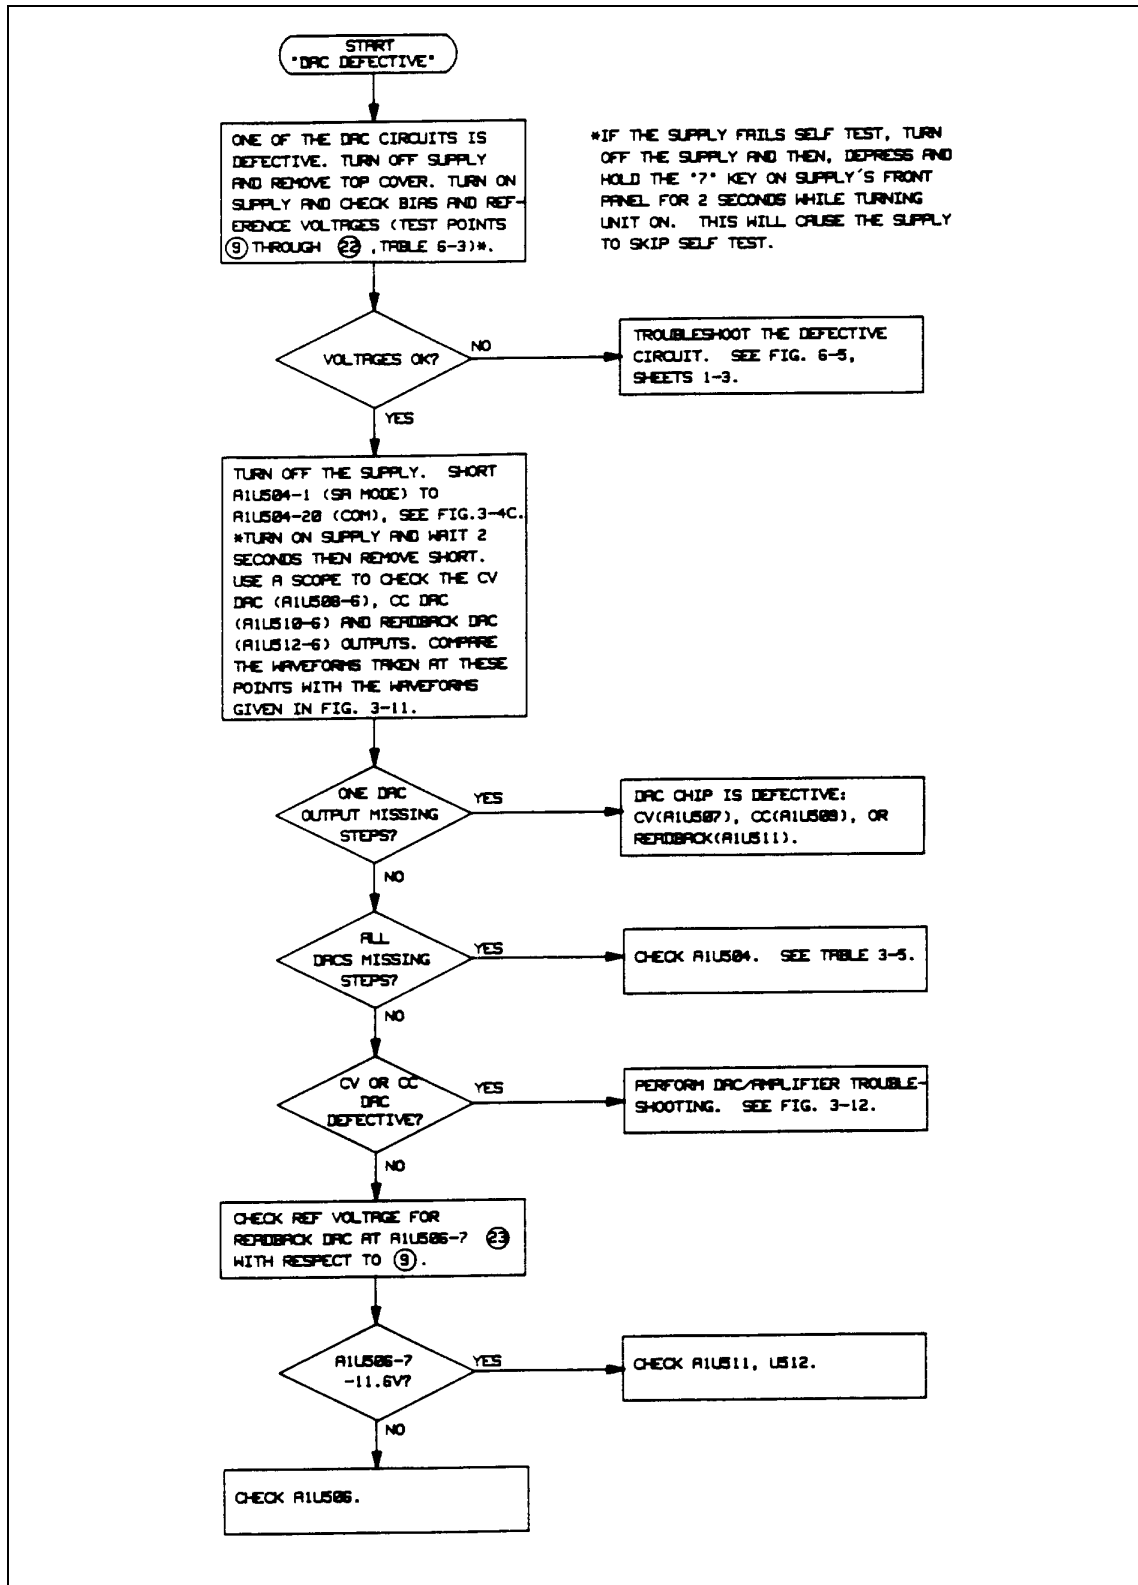 START
"DAC DEFECTIVE"
ONE OF THE DAC CIRCUITS IS
DEFECTIVE. TURN OFF SUPPLY
AND REMOVE TOP COVER. TURN ON
SUPPLY AND CHECK BIAS AND REF-
ERENCE VOLTAGES (TEST POINTS
9 THROUGH 22 ,TABLE 6-3)*.
*IF THE SUPPLY FAILS SELF TEST, TURN
OFF THE SUPPLY AND THEN, DEPRESS AND
HOLD THE "7" KEY ON SUPPLY'S FRONT
PANEL FOR 2 SECONDS WHILE TURNING
UNIT ON. THIS WILL CAUSE THE SUPPLY
TO SKIP SELF TEST.
VOLTAGES OK?
NO
TROUBLESHOOT THE DEFECTIVE
CIRCUIT. SEE FIG. 6-5,
SHEETS 1-3.
YES
TURN OFF THE SUPPLY. SHORT
A1U504-1 (SA MODE) TO
A1U504-20 (COM), SEE FIG.3-4C.
*TURN ON SUPPLY AND WAIT 2
SECONDS THEN REMOVE SHORT.
USE A SCOPE TO CHECK THE CV
DAC (A1U508-6), CC DAC
(A1U510-6) AND READBACK DAC
(A1U512-6) OUTPUTS. COMPARE
THE WAVEFORMS TAKEN AT THESE
POINTS WITH THE WAVEFORMS
GIVEN IN FIG. 3-11.
ONE DAC
OUTPUT MISSING
STEPS?
YES
DAC CHIP IS DEFECTIVE:
CV(A1U507), CC(A1U509), OR
READBACK(A1U511).
NO
ALL
DACS MISSING
STEPS?
YES
CHECK A1U504. SEE TABLE 3-5.
NO
CV OR CC
DAC
DEFECTIVE?
YES
PERFORM DAC/AMPLIFIER TROUBLE-
SHOOTING. SEE FIG. 3-12.
NO
CHECK REF VOLTAGE FOR
READBACK DAC AT A1U506-7 23
WITH RESPECT TO 9.
A1U506-7
-11.6V?
YES
CHECK A1U511, U512.
NO
CHECK A1U506.